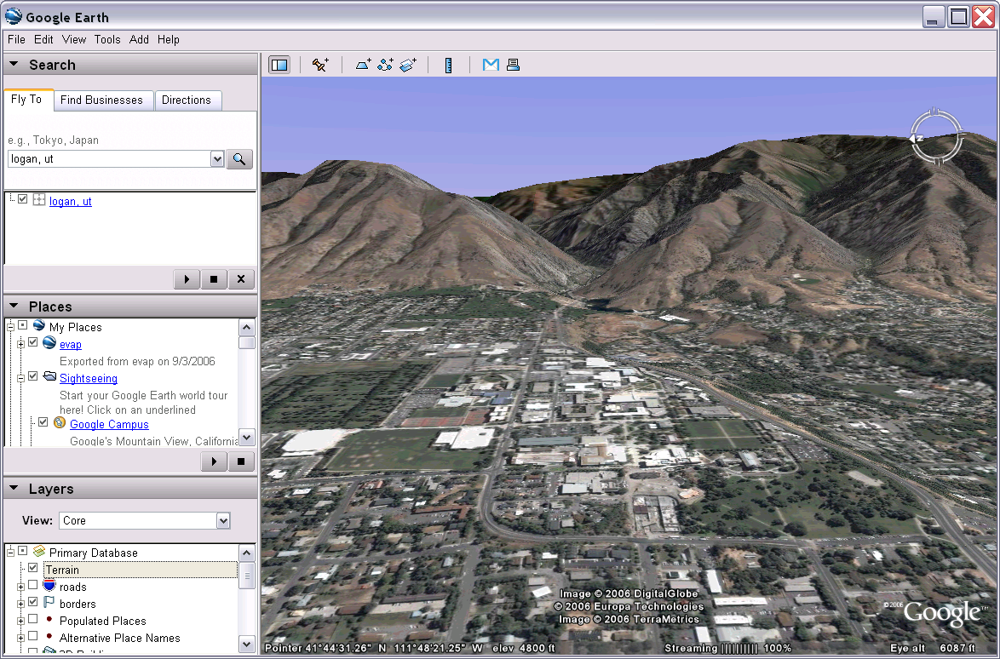 Google Earth
File Edit View Tools Add Help
Search
Fly To Find Businesses Directions
e.g., Tokyo, Japan
logan, ut
logan, ut
Places
My Places
evap
Exported from evap on 9/3/2006
Sightseeing
Start your Google Earth world tour
here! Click on an underlined
Google Campus
Google's Mountain View, California
Layers
View: Core
Primary Database
Terrain
roads
borders
Populated Places
Alternative Place Names
Z
Image © 2006 DigitalGlobe
© 2006 Europa Technologies
Image © 2006 TerraMetrics
©2006 Google™
Pointer 41°44'31.26" N 111°48'21.25" W elev 4800 ft Streaming |||||||||| 100% Eye alt 6087 ft